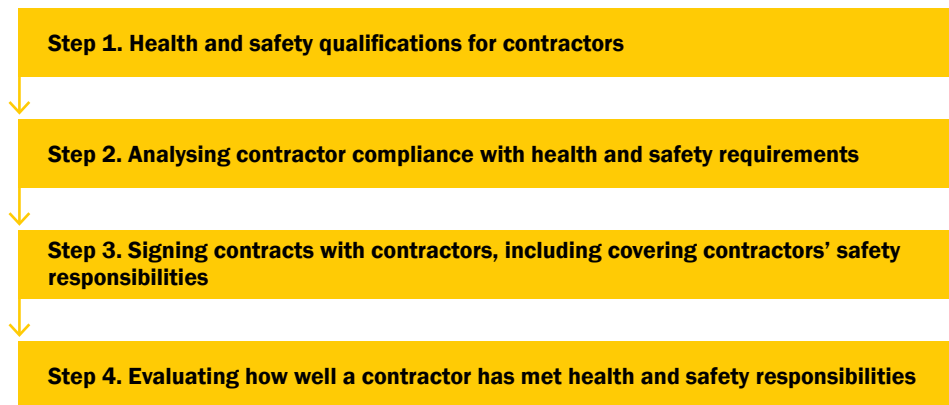 Step 1. Health and safety qualifications for contractors
Step 2. Analysing contractor compliance with health and safety requirements
Step 3. Signing contracts with contractors, including covering contractors’ safety
responsibilities
Step 4. Evaluating how well a contractor has met health and safety responsibilities